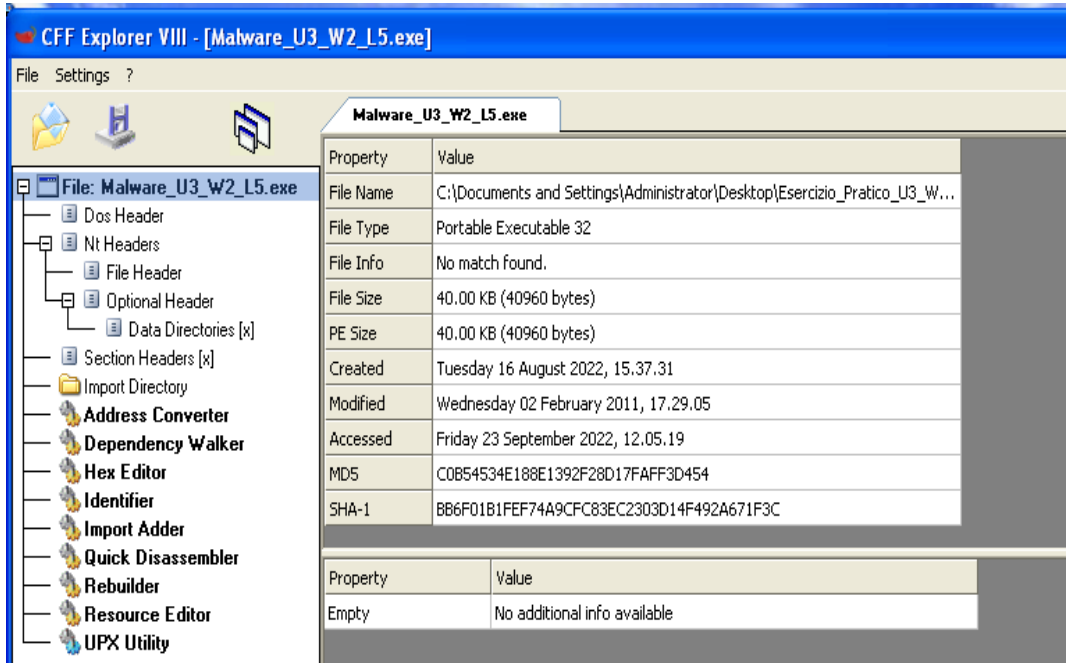 CFF Explorer VIII - [Malware_U3_W2_L5.exe]
File Settings ?
Malware_U3_W2_L5.exe
File: Malware_U3_W2_L5.exe
Dos Header
Nt Headers
File Header
Optional Header
Data Directories [x]
Section Headers [x]
Import Directory
Address Converter
Dependency Walker
Hex Editor
Identifier
Import Adder
Quick Disassembler
Rebuilder
Resource Editor
UPX Utility
Property Value
File Name C:\Documents and Settings\Administrator\Desktop\Esercizio_Pratico_U3_W...
File Type Portable Executable 32
File Info No match found.
File Size 40.00 KB (40960 bytes)
PE Size 40.00 KB (40960 bytes)
Created Tuesday 16 August 2022, 15.37.31
Modified Wednesday 02 February 2011, 17.29.05
Accessed Friday 23 September 2022, 12.05.19
MD5 C0B54534E188E1392F28D17FAFF3D454
SHA-1 BB6F01B1FEF74A9CFC83EC2303D14F492A671F3C
Property Value
Empty No additional info available